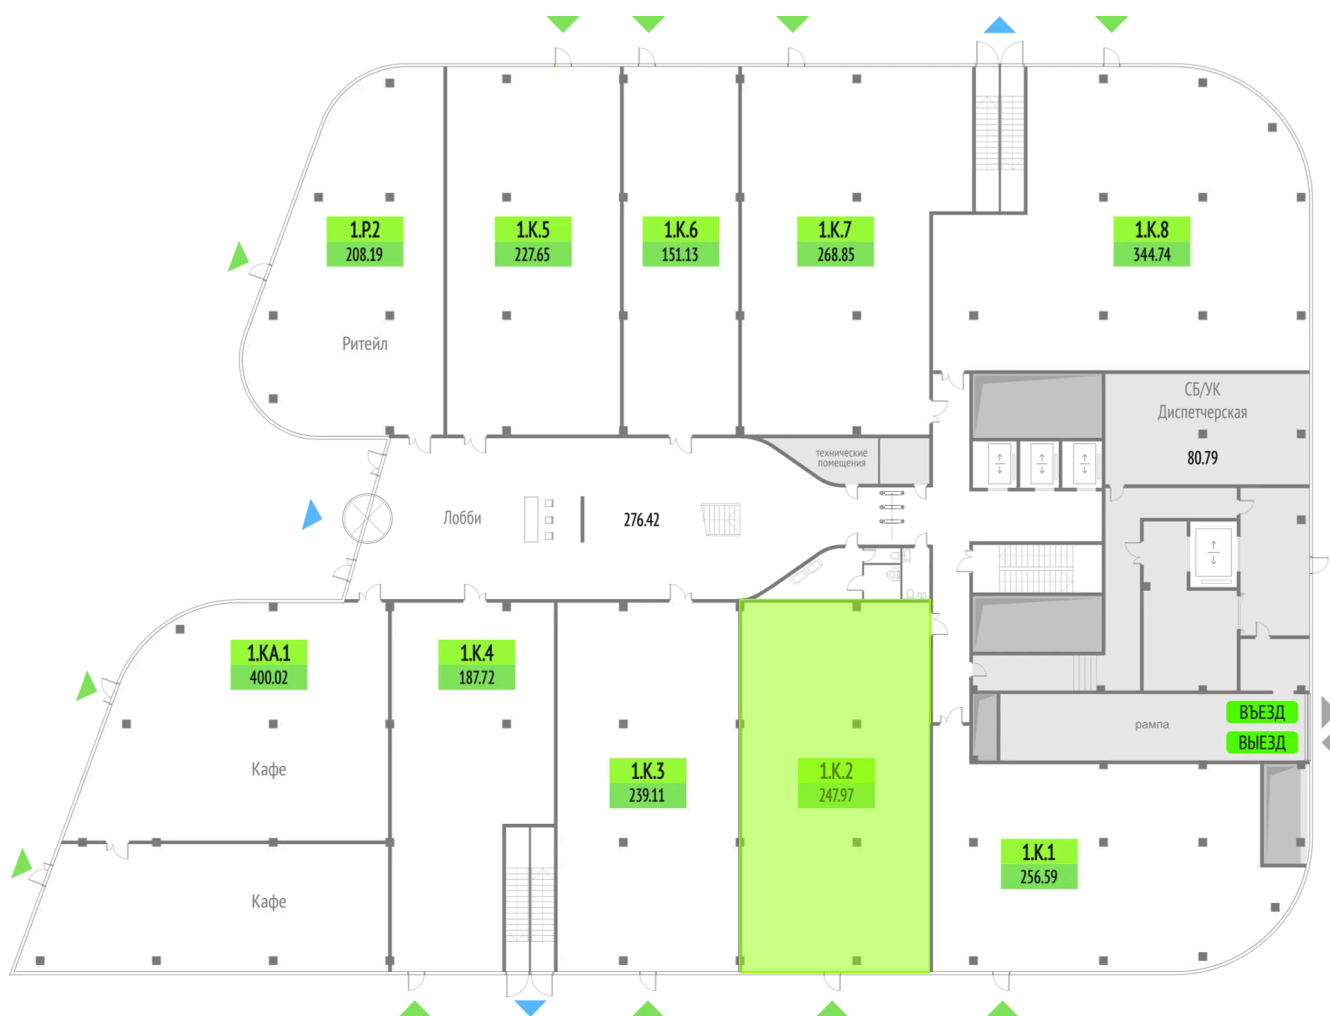 1.Р.2
208.19
1.К.5
227.65
1.К.6
151.13
1.К.7
268.85
1.К.8
344.74
Ритейл
СБ/УК
Диспетчерская
80.79
технические
помещения
Лобби
276.42
1.КА.1
400.02
1.К.4
187.72
Кафе
1.К.3
239.11
1.К.2
247.97
рампа
ВЪЕЗД
ВЫЕЗД
1.К.1
256.59
Кафе